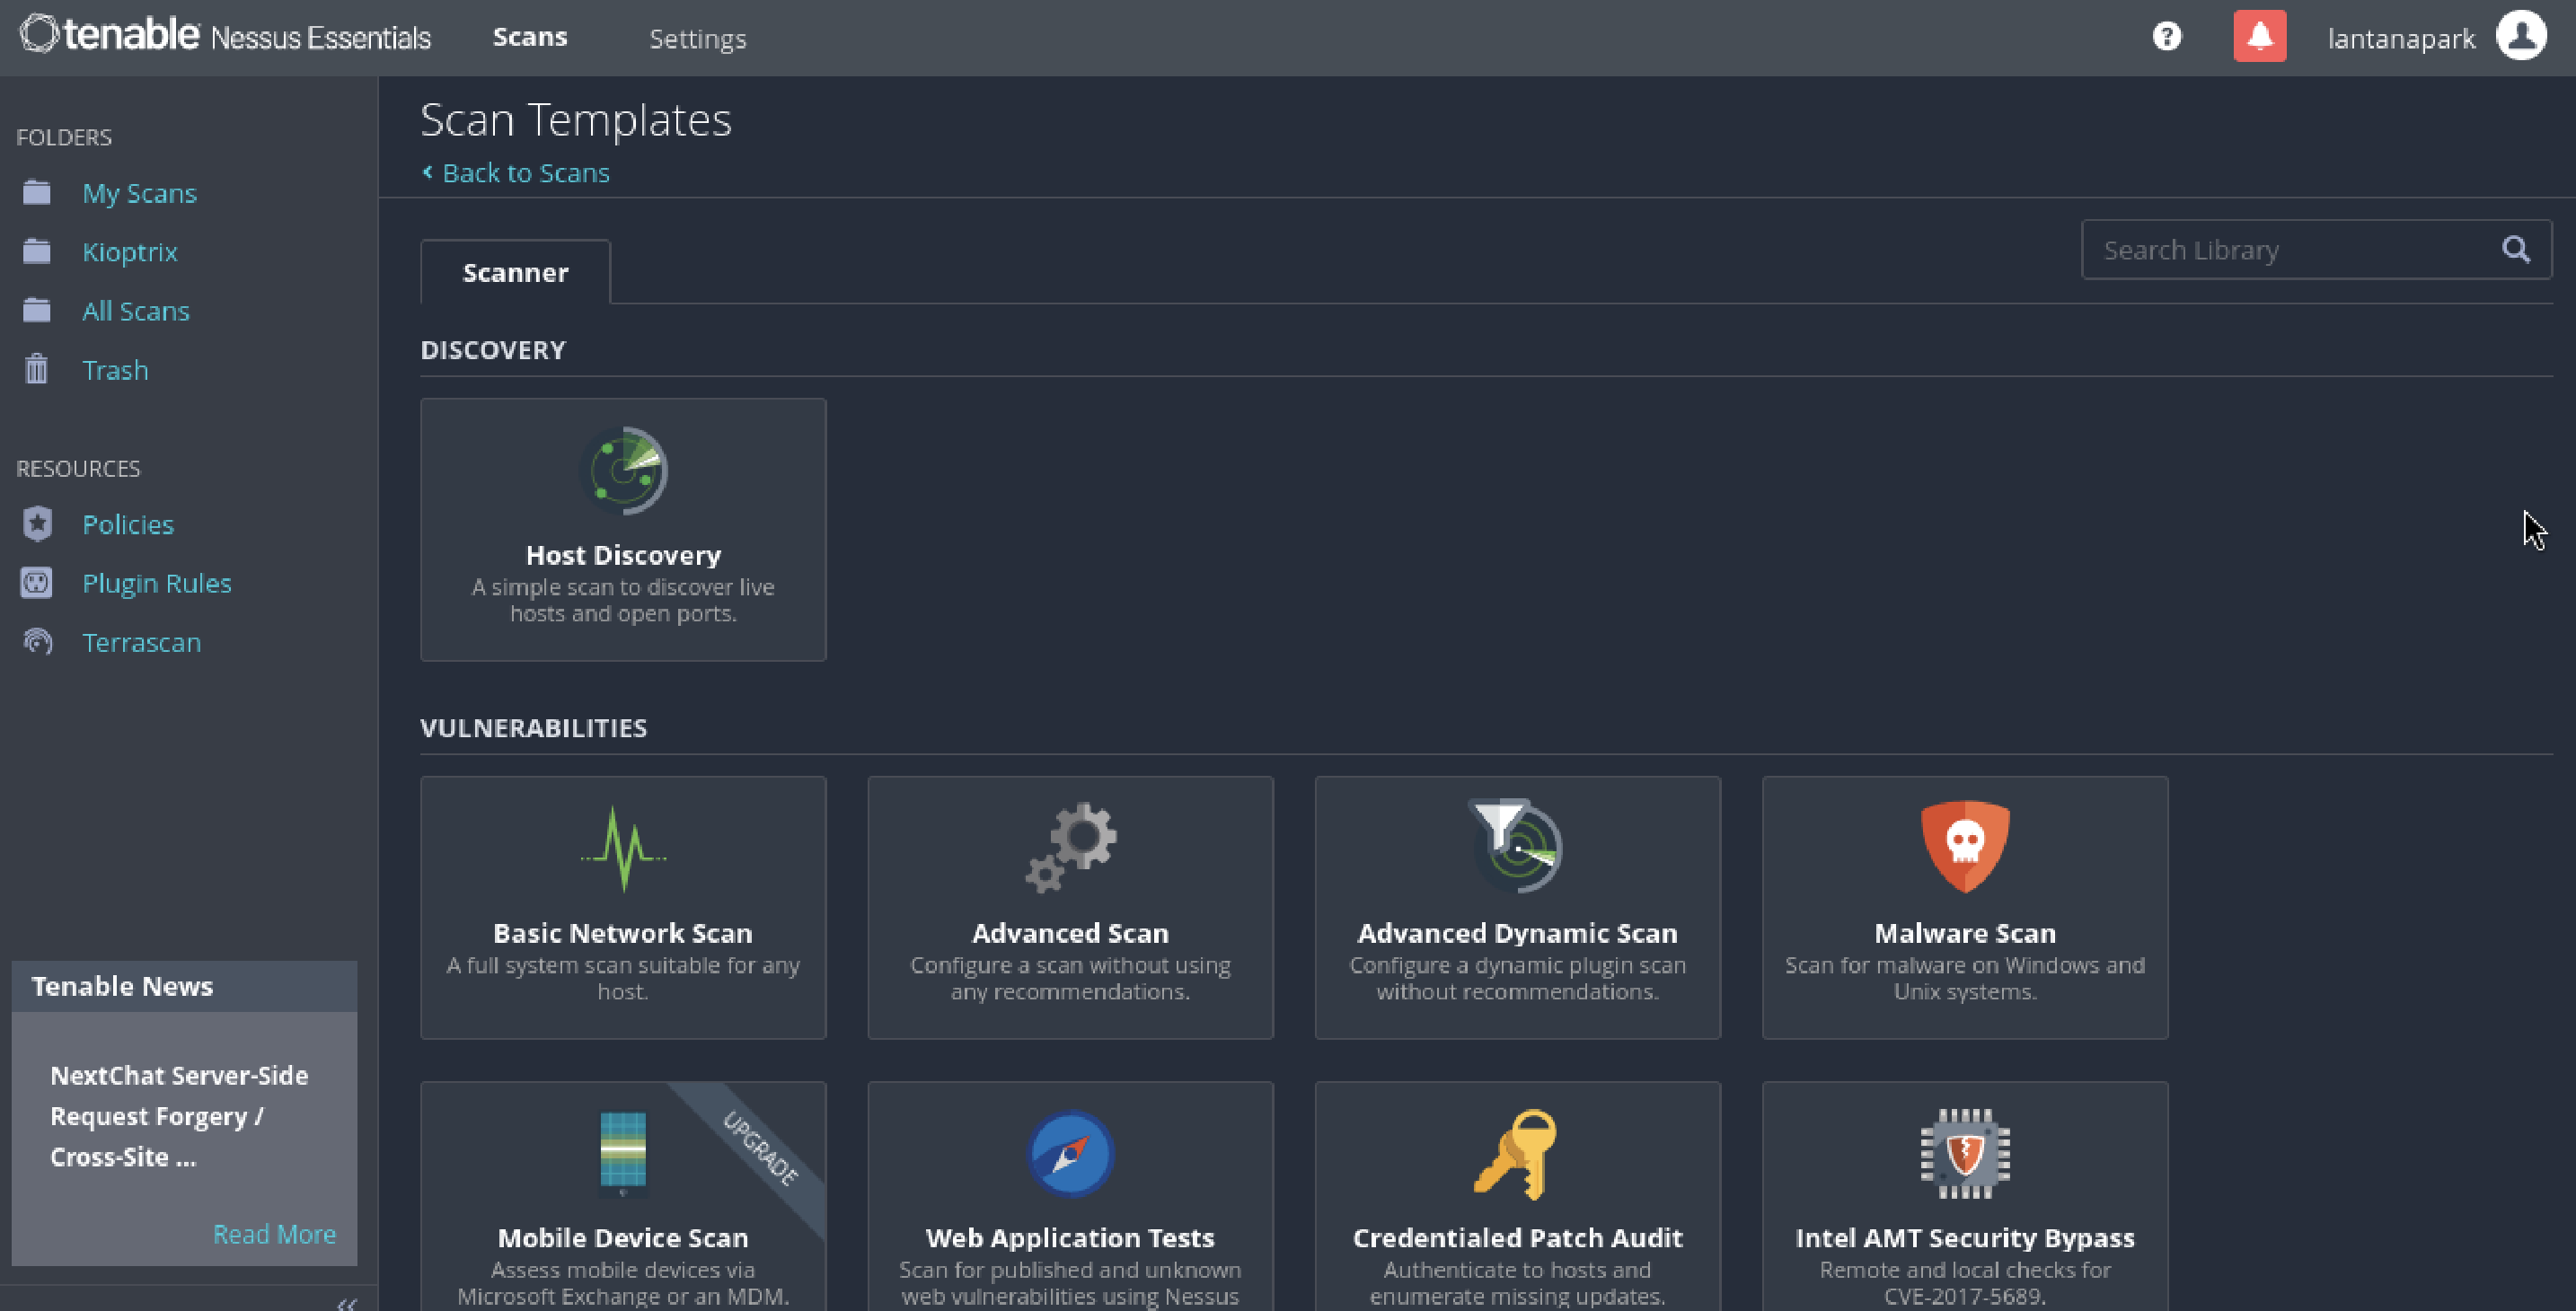 tenable Nessus Essentials
Scans
Settings
lantanapark
FOLDERS
My Scans
Kioptrix
All Scans
Trash
RESOURCES
Policies
Plugin Rules
Terrascan
Tenable News
NextChat Server-Side
Request Forgery /
Cross-Site ...
Read More
Scan Templates
Back to Scans
Scanner
Search Library
DISCOVERY
Host Discovery
A simple scan to discover live
hosts and open ports.
VULNERABILITIES
Basic Network Scan
A full system scan suitable for any
host.
Advanced Scan
Configure a scan without using
any recommendations.
Advanced Dynamic Scan
Configure a dynamic plugin scan
without recommendations.
Malware Scan
Scan for malware on Windows and
Unix systems.
UPGRADE
Mobile Device Scan
Assess mobile devices via
Microsoft Exchange or an MDM.
Web Application Tests
Scan for published and unknown
web vulnerabilities using Nessus
Credentialed Patch Audit
Authenticate to hosts and
enumerate missing updates.
Intel AMT Security Bypass
Remote and local checks for
CVE-2017-5689.